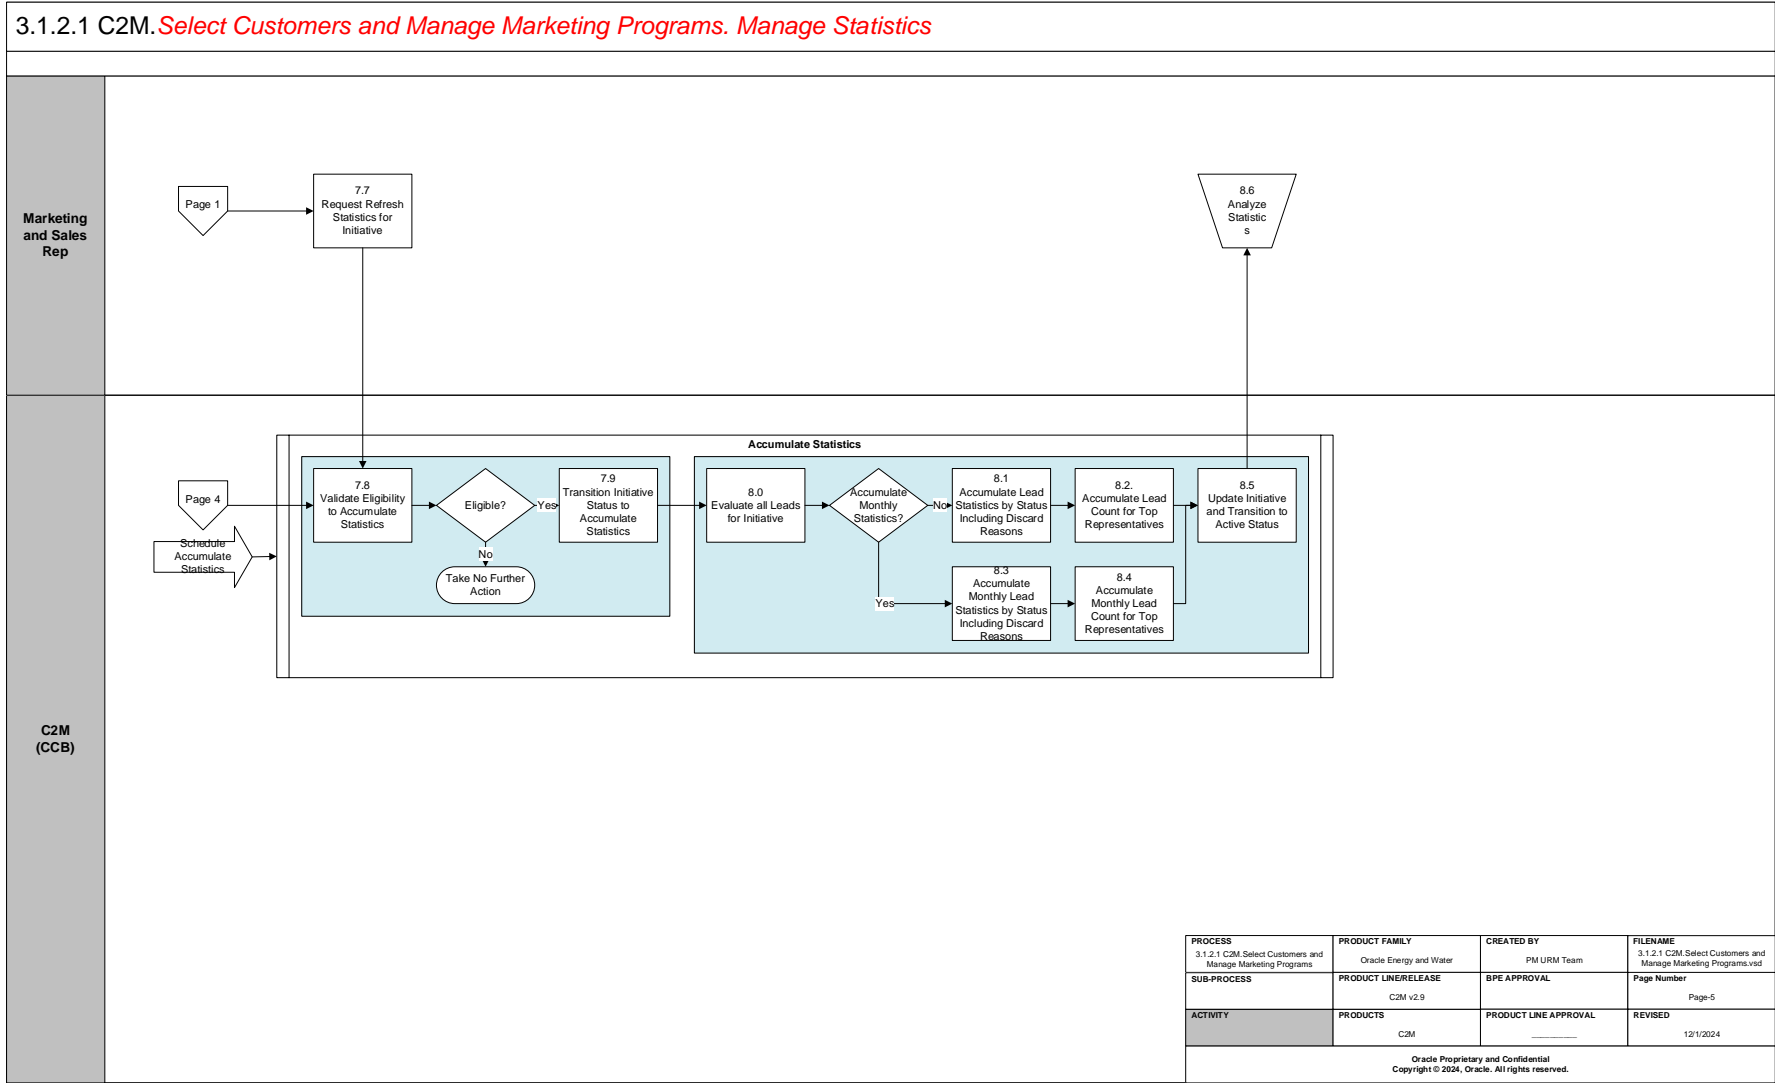 3.1.2.1 C2M.Select Customers and Manage Marketing Programs. Manage Statistics
Marketing
and Sales
Rep
Page 1
7.7
Request Refresh
Statistics for
Initiative
8.6
Analyze
Statistic
s
C2M
(CCB)
Accumulate Statistics
Page 4
Schedule
Accumulate
Statistics
7.8
Validate Eligibility
to Accumulate
Statistics
Eligible?
Yes
No
Take No Further
Action
7.9
Transition Initiative
Status to
Accumulate
Statistics
8.0
Evaluate all Leads
for Initiative
Accumulate
Monthly
Statistics?
No
Yes
8.1
Accumulate Lead
Statistics by Status
Including Discard
Reasons
8.2.
Accumulate Lead
Count for Top
Representatives
8.3
Accumulate
Monthly Lead
Statistics by Status
Including Discard
Reasons
8.4
Accumulate
Monthly Lead
Count for Top
Representatives
8.5
Update Initiative
and Transition to
Active Status
PROCESS
3.1.2.1 C2M.Select Customers and
Manage Marketing Programs
PRODUCT FAMILY
Oracle Energy and Water
CREATED BY
PM URM Team
FILENAME
3.1.2.1 C2M.Select Customers and
Manage Marketing Programs.vsd
SUB-PROCESS
PRODUCT LINE/RELEASE
C2M v2.9
BPE APPROVAL
Page Number
Page-5
ACTIVITY
PRODUCTS
C2M
PRODUCT LINE APPROVAL
___________
REVISED
12/1/2024
Oracle Proprietary and Confidential
Copyright © 2024, Oracle. All rights reserved.